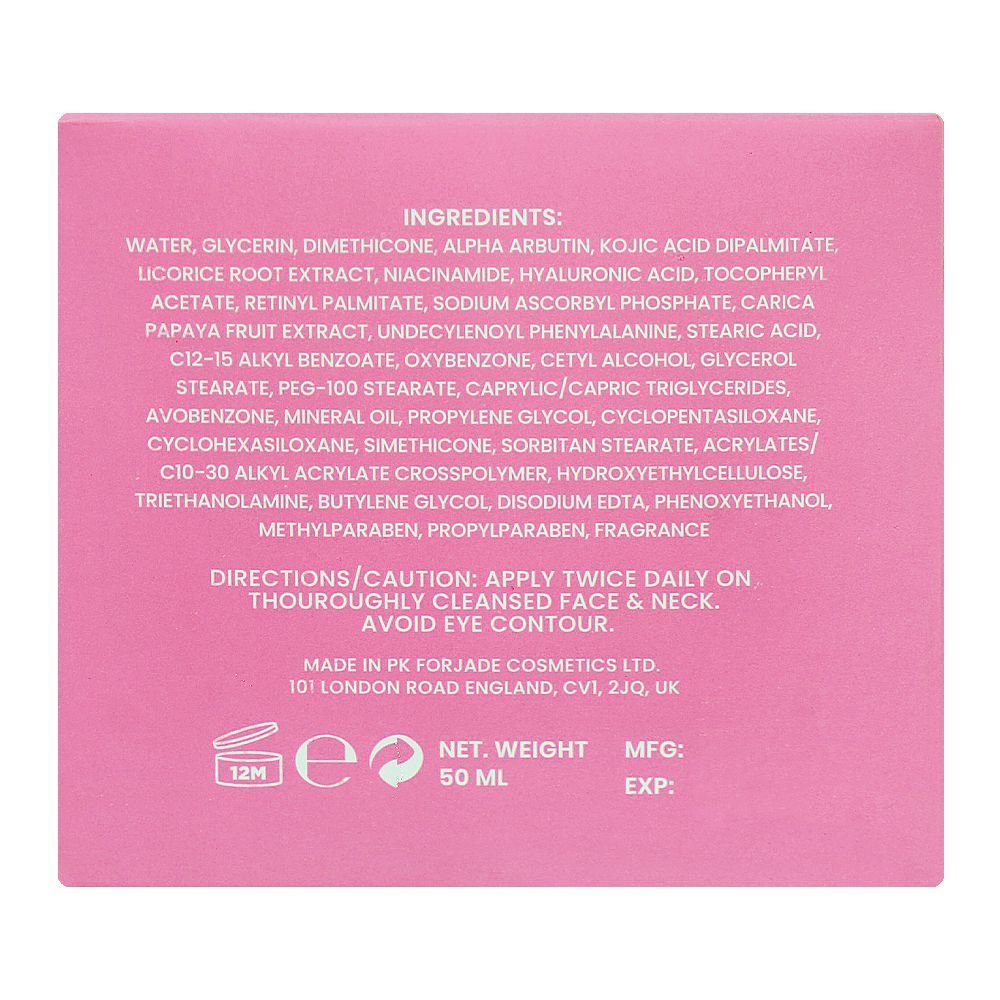 INGREDIENTS:
WATER, GLYCERIN, DIMETHICONE, ALPHA ARBUTIN, KOJIC ACID DIPALMITATE,
LICORICE ROOT EXTRACT, NIACINAMIDE, HYALURONIC ACID, TOCOPHERYL
ACETATE, RETINYL PALMITATE, SODIUM ASCORBYL PHOSPHATE, CARICA
PAPAYA FRUIT EXTRACT, UNDECYLENOYL PHENYLALANINE, STEARIC ACID,
C12-15 ALKYL BENZOATE, OXYBENZONE, CETYL ALCOHOL, GLYCEROL
STEARATE, PEG-100 STEARATE, CAPRYLIC/CAPRIC TRIGLYCERIDES,
AVOBENZONE, MINERAL OIL, PROPYLENE GLYCOL, CYCLOPENTASILOXANE,
CYCLOHEXASILOXANE, SIMETHICONE, SORBITAN STEARATE, ACRYLATES/
C10-30 ALKYL ACRYLATE CROSSPOLYMER, HYDROXYETHYLCELLULOSE,
TRIETHANOLAMINE, BUTYLENE GLYCOL, DISODIUM EDTA, PHENOXYETHANOL,
METHYLPARABEN, PROPYLPARABEN, FRAGRANCE
DIRECTIONS/CAUTION: APPLY TWICE DAILY ON
THOUROUGHLY CLEANSED FACE & NECK.
AVOID EYE CONTOUR.
MADE IN PK FORJADE COSMETICS LTD.
101 LONDON ROAD ENGLAND, CV1, 2JQ, UK
12M
e
NET. WEIGHT
50 ML
MFG:
EXP: